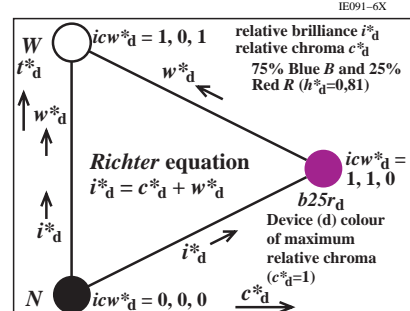 IE091–6X
W icw*d = 1, 0, 1
t*d
relative brilliance i*d
relative chroma c*d
75% Blue B and 25%
Red R (h*d=0,81)
w*d
w*d
Richter equation
i*d = c*d + w*d
icw*d =
1, 1, 0
b25rd
i*d
i*d
Device (d) colour
of maximum
relative chroma
(c*d=1)
N icw*d = 0, 0, 0
c*d